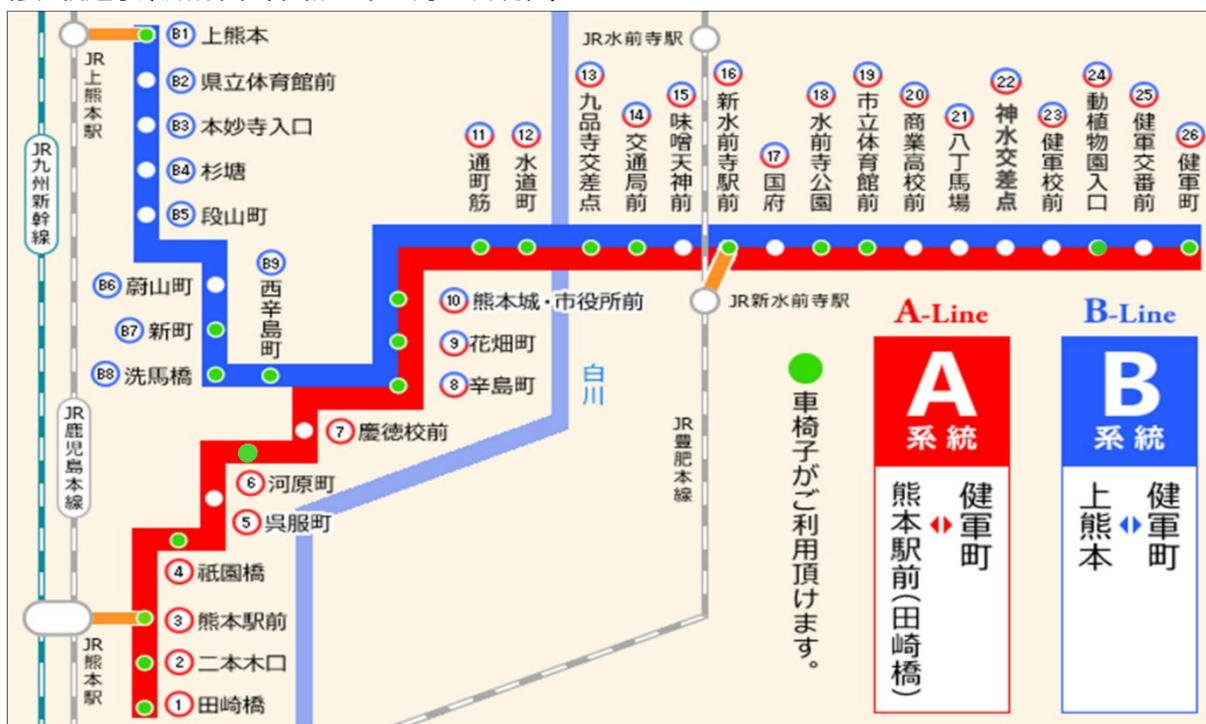 B1 上熊本
B2 県立体育館前
B3 本妙寺入口
B4 杉塘
B5 段山町
B6 蔚山町
B7 新町
B8 洗馬橋
B9 西辛島町
JR上熊本駅
JR九州新幹線
JR鹿児島本線
JR熊本駅
1 田崎橋
2 二本木口
3 熊本駅前
4 祇園橋
5 呉服町
6 河原町
7 慶徳校前
8 辛島町
9 花畑町
10 熊本城・市役所前
11 通町筋
12 水道町
13 九品寺交差点
14 交通局前
15 味噌天神前
16 新水前寺駅前
17 国府
18 水前寺公園
19 市立体育館前
20 商業高校前
21 八丁馬場
22 神水交差点
23 健軍校前
24 動植物園入口
25 健軍交番前
26 健軍町
JR水前寺駅
JR新水前寺駅
JR豊肥本線
白川
車椅子がご利用頂けます。
A-Line
A
系統
健軍町
熊本駅前(田崎橋)
B-Line
B
系統
健軍町
上熊本